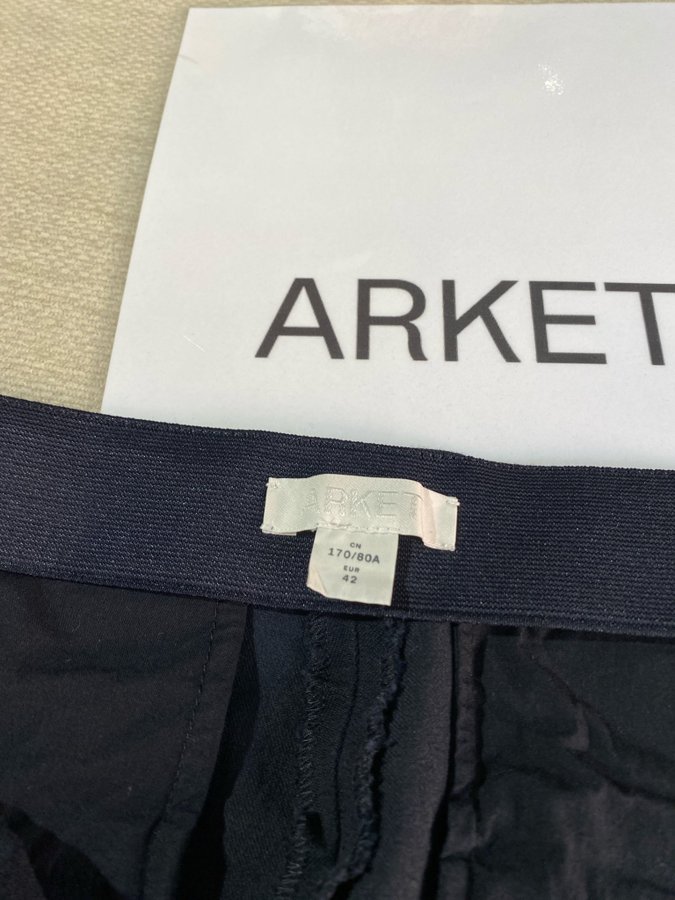 ARKET
ARKET
CN
170/80A
EUR
42